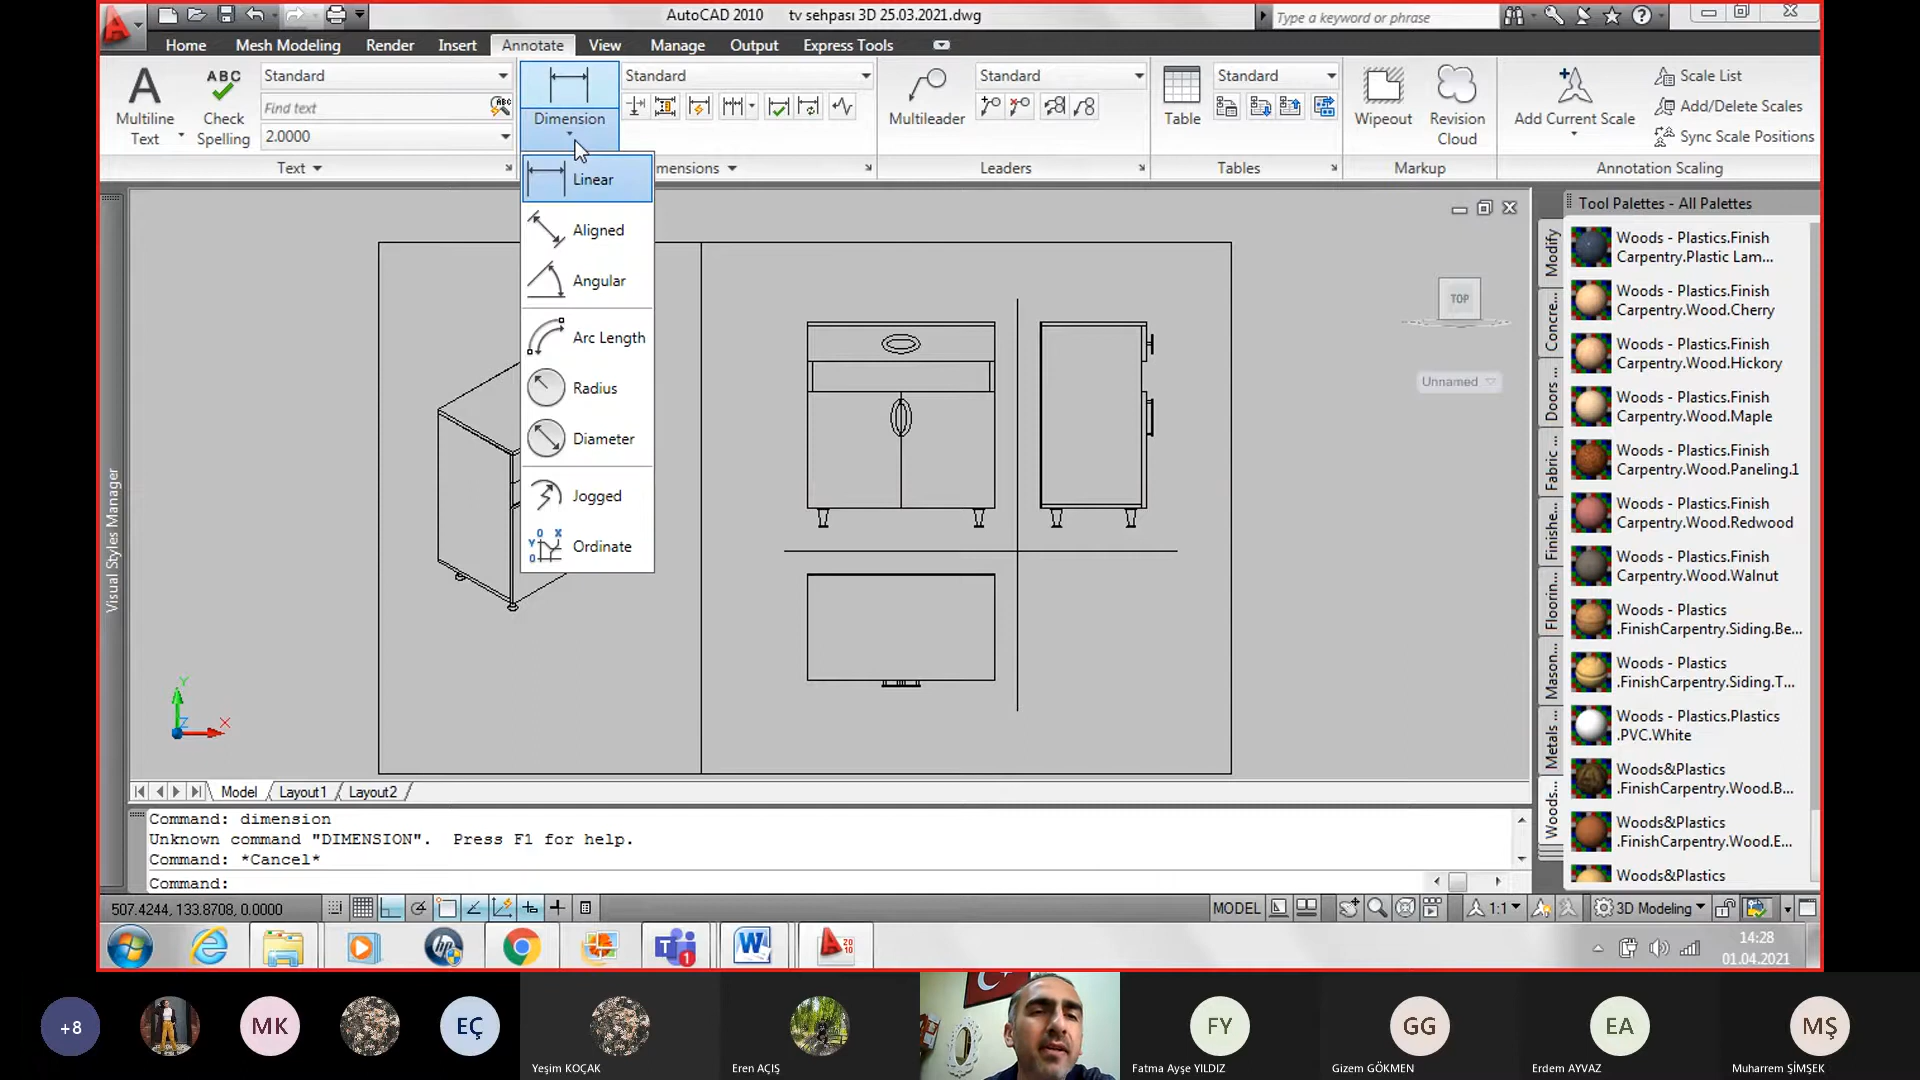 AutoCAD 2010 tv sehpası 3D 25.03.2021.dwg
Type a keyword or phrase
Home Mesh Modeling Render Insert Annotate View Manage Output Express Tools
A
Multiline
Text
ABC
Check
Spelling
Standard
Find text
ABC
2.0000
Dimension
Standard
Multileader
Standard
Table
Standard
Wipeout
Revision
Cloud
Add Current Scale
Scale List
Add/Delete Scales
Sync Scale Positions
Text
mensions
Leaders
Tables
Markup
Annotation Scaling
Linear
Aligned
Angular
Arc Length
Radius
Diameter
Jogged
Ordinate
Visual Styles Manager
TOP
Unnamed
Y
X
Z
Tool Palettes - All Palettes
Modify
Concre...
Doors ...
Fabric ...
Finishe...
Floorin...
Mason...
Metals ...
Woods...
Woods - Plastics.Finish
Carpentry.Plastic Lam...
Woods - Plastics.Finish
Carpentry.Wood.Cherry
Woods - Plastics.Finish
Carpentry.Wood.Hickory
Woods - Plastics.Finish
Carpentry.Wood.Maple
Woods - Plastics.Finish
Carpentry.Wood.Paneling.1
Woods - Plastics.Finish
Carpentry.Wood.Redwood
Woods - Plastics.Finish
Carpentry.Wood.Walnut
Woods - Plastics
.FinishCarpentry.Siding.Be...
Woods - Plastics
.FinishCarpentry.Siding.T...
Woods - Plastics.Plastics
.PVC.White
Woods&Plastics
.FinishCarpentry.Wood.B...
Woods&Plastics
.FinishCarpentry.Wood.E...
Woods&Plastics
Model Layout1 Layout2
Command: dimension
Unknown command "DIMENSION". Press F1 for help.
Command: *Cancel*
Command:
507.4244, 133.8708, 0.0000
MODEL
1:1
3D Modeling
14:28
01.04.2021
+8
MK
EÇ
Yeşim KOÇAK
Eren AÇIŞ
FY
Fatma Ayşe YILDIZ
GG
Gizem GÖKMEN
EA
Erdem AYVAZ
MŞ
Muharrem ŞİMŞEK